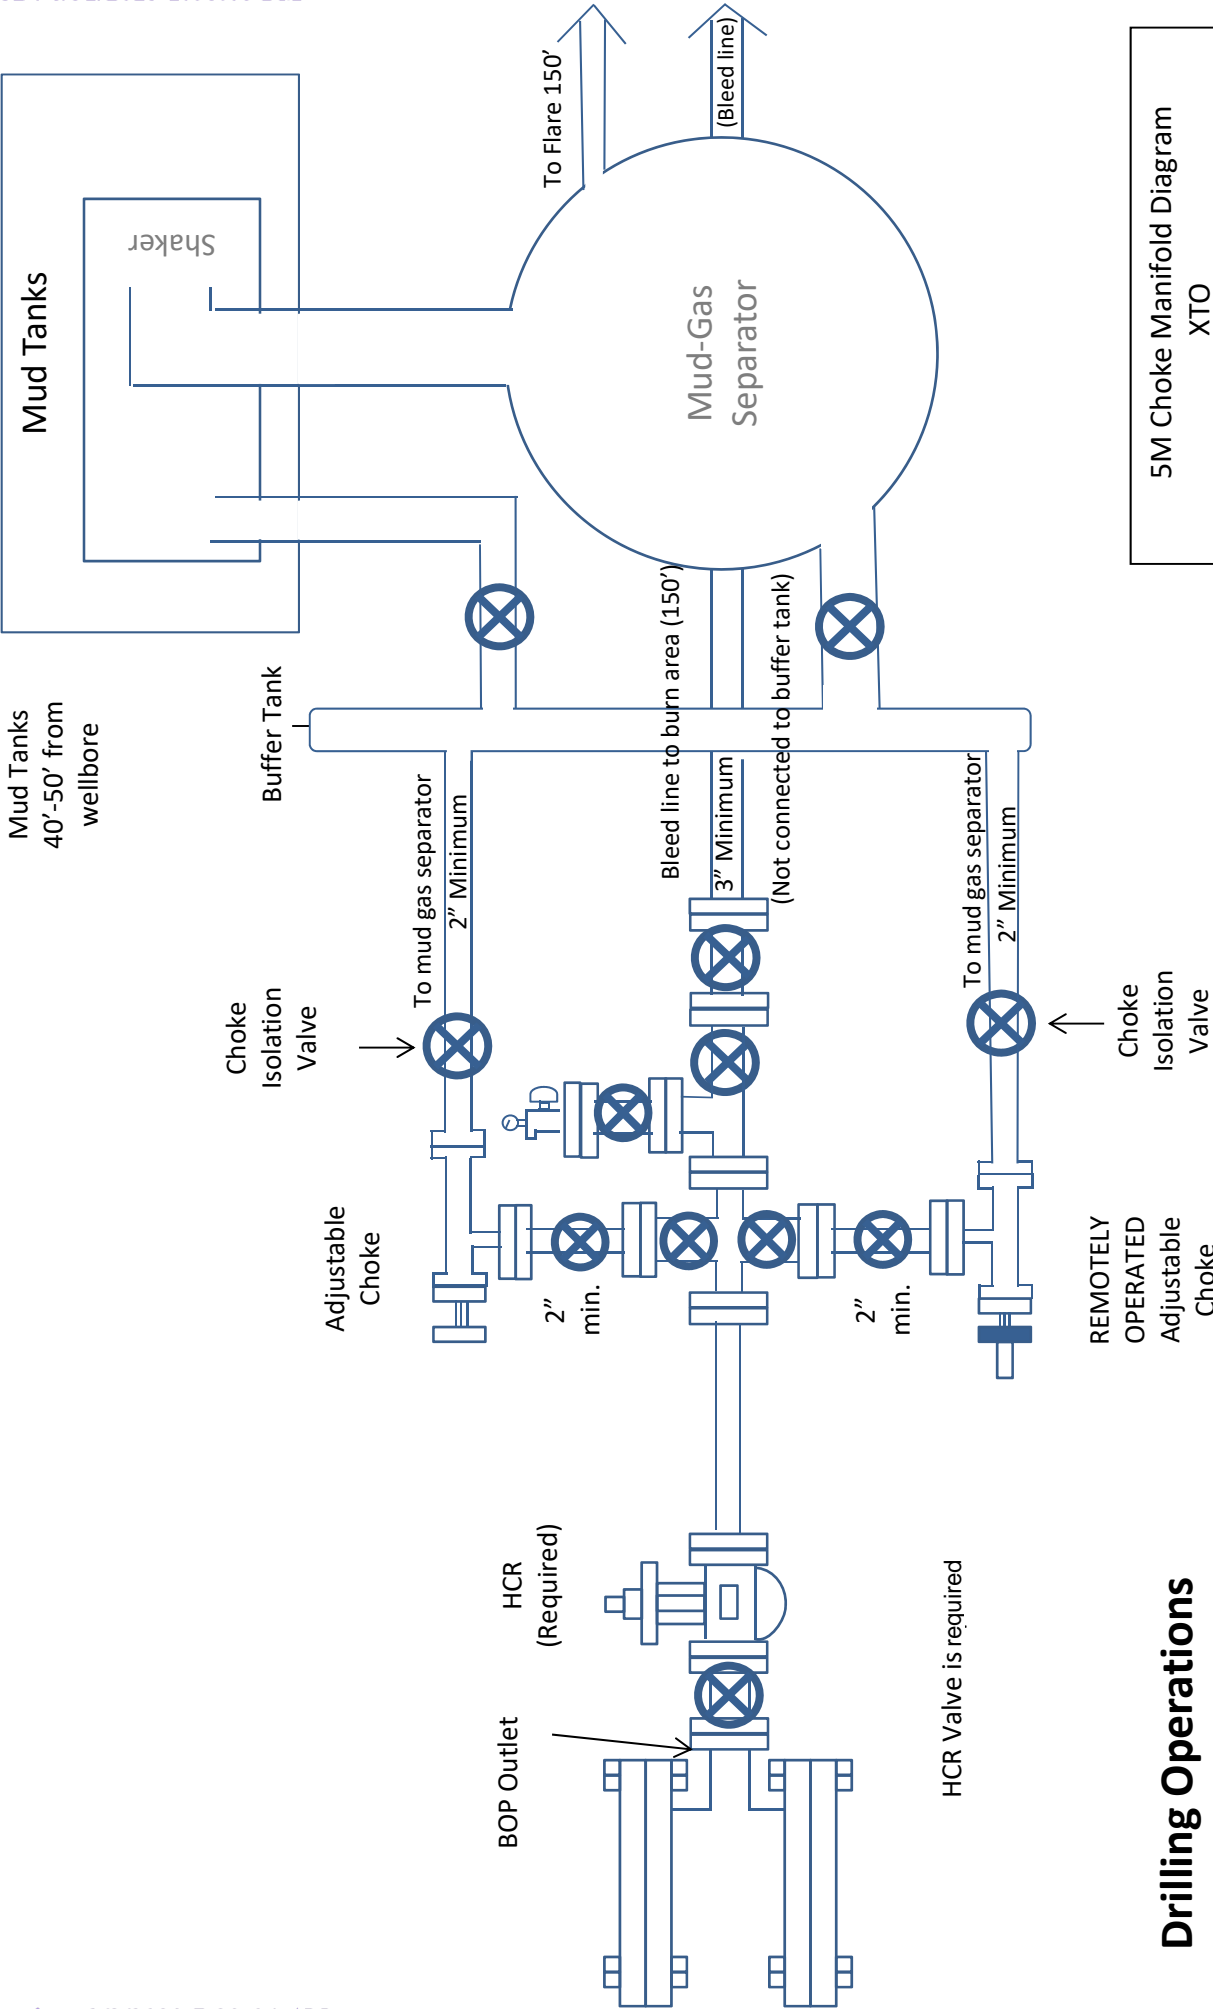 Mud Tanks
40’-50’ from
wellbore
Mud Tanks
Shaker
To Flare 150’
(Bleed line)
Mud-Gas
Separator
Buffer Tank
Choke
Isolation
Valve
To mud gas separator
2” Minimum
Bleed line to burn area (150’)
3” Minimum
(Not connected to buffer tank)
To mud gas separator
2” Minimum
Choke
Isolation
Valve
Adjustable
Choke
2”
min.
2”
min.
REMOTELY
OPERATED
Adjustable
Choke
HCR
(Required)
BOP Outlet
HCR Valve is required
Drilling Operations
5M Choke Manifold Diagram
XTO